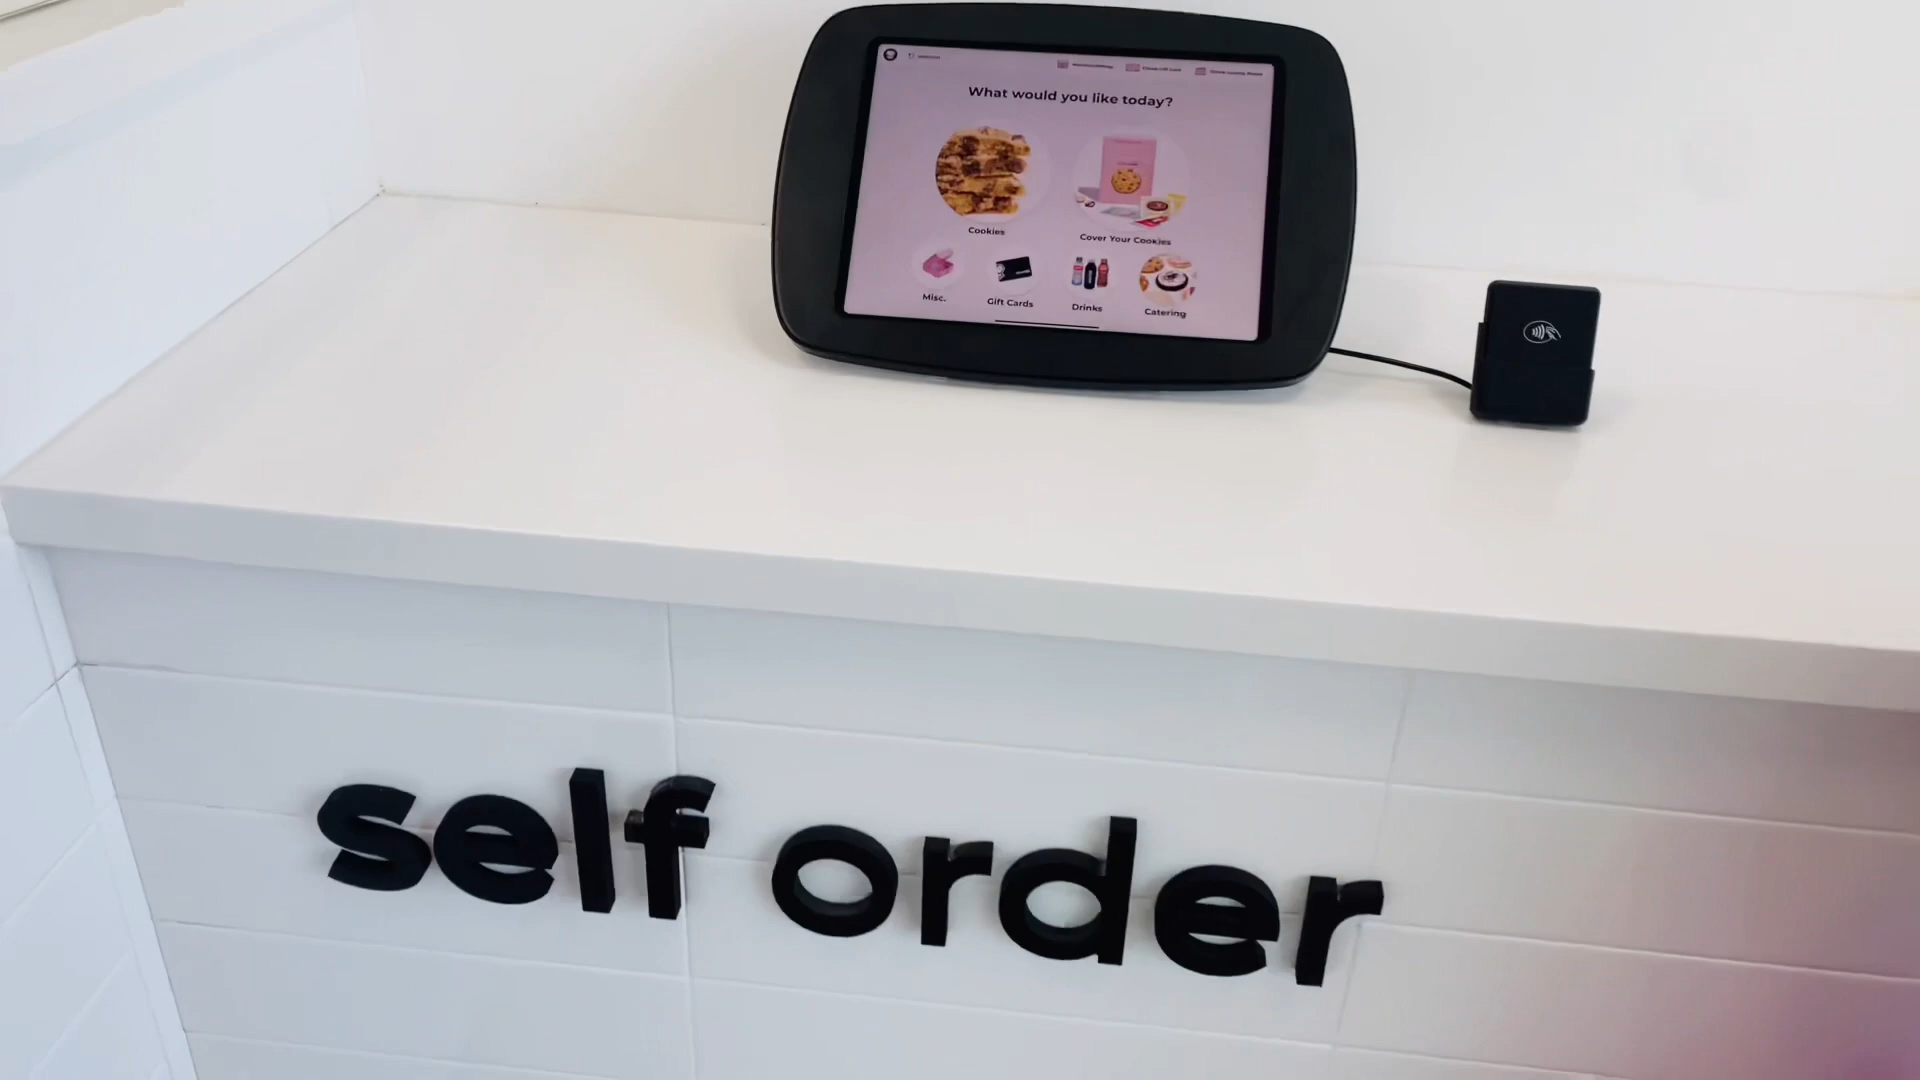 What would you like today?
Cookies
Cover Your Cookies
Misc.
Gift Cards
Drinks
Catering
self order